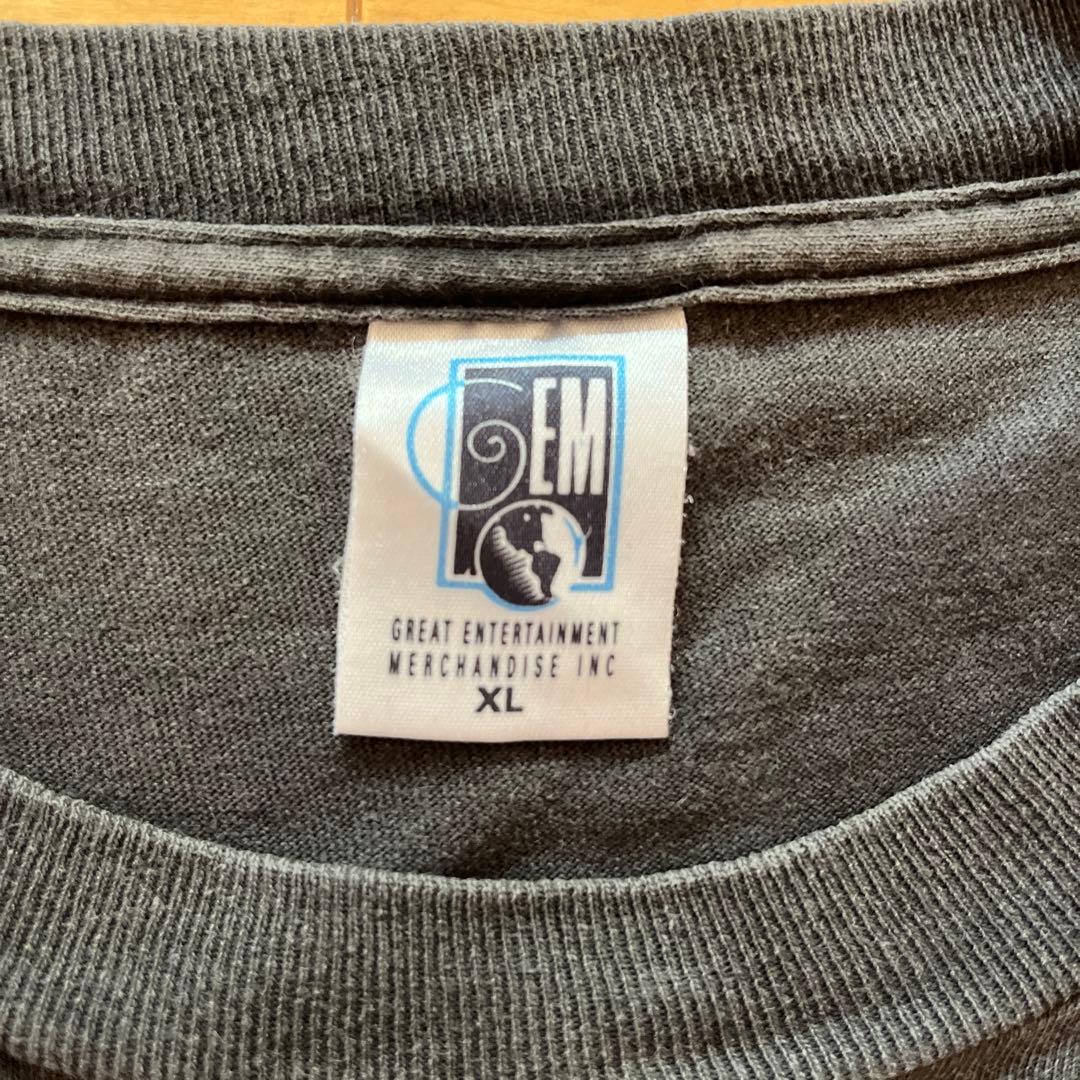 GEM
GREAT ENTERTAINMENT
MERCHANDISE INC
XL